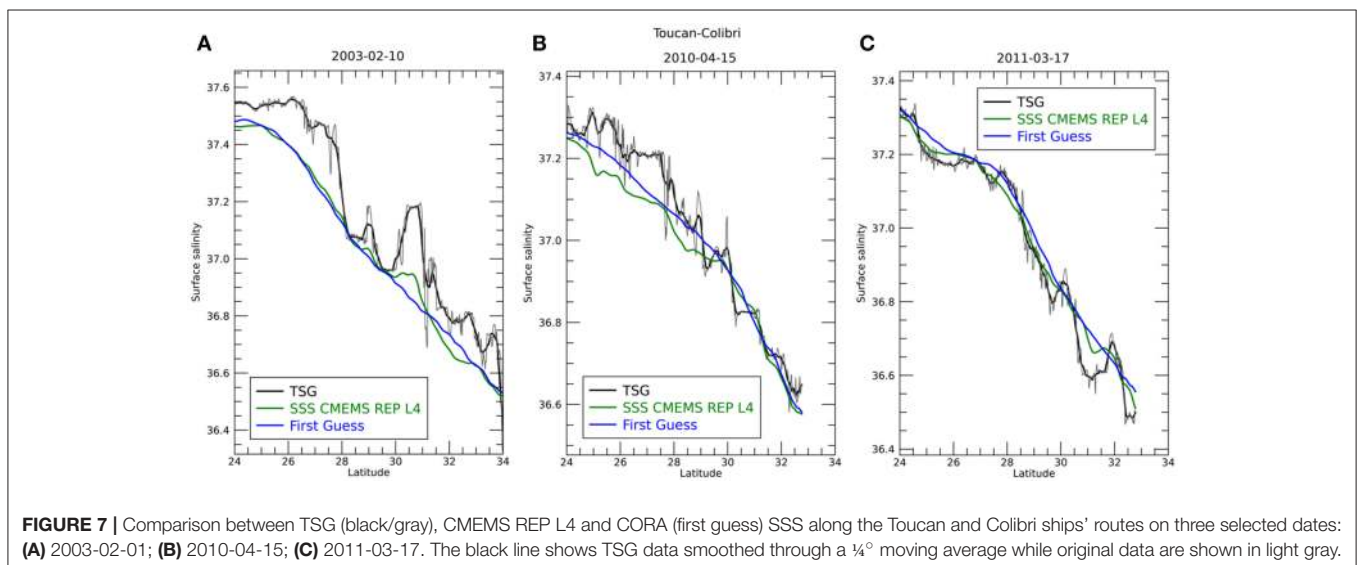 Toucan-Colibri
A
2003-02-10
Surface salinity
37.6
37.4
37.2
37.0
36.8
36.6
36.4
24 26 28 30 32 34
Latitude
TSG
SSS CMEMS REP L4
First Guess
B
2010-04-15
Surface salinity
37.4
37.2
37.0
36.8
36.6
24 26 28 30 32 34
Latitude
TSG
SSS CMEMS REP L4
First Guess
C
2011-03-17
Surface salinity
37.4
37.2
37.0
36.8
36.6
36.4
24 26 28 30 32 34
Latitude
TSG
SSS CMEMS REP L4
First Guess
FIGURE 7 | Comparison between TSG (black/gray), CMEMS REP L4 and CORA (first guess) SSS along the Toucan and Colibri ships' routes on three selected dates:
(A) 2003-02-01; (B) 2010-04-15; (C) 2011-03-17. The black line shows TSG data smoothed through a ¼° moving average while original data are shown in light gray.